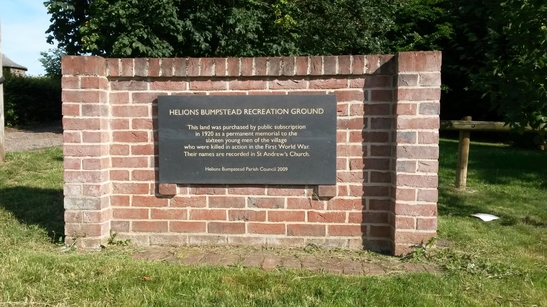 HELIONS BUMPSTEAD RECREATION GROUND
This land was purchased by public subscription
in 1920 as a permanent memorial to the
sixteen young men of the village
who were killed in action in the First World War.
Their names are recorded in St Andrew's Church.
Helions Bumpstead Parish Council 2009